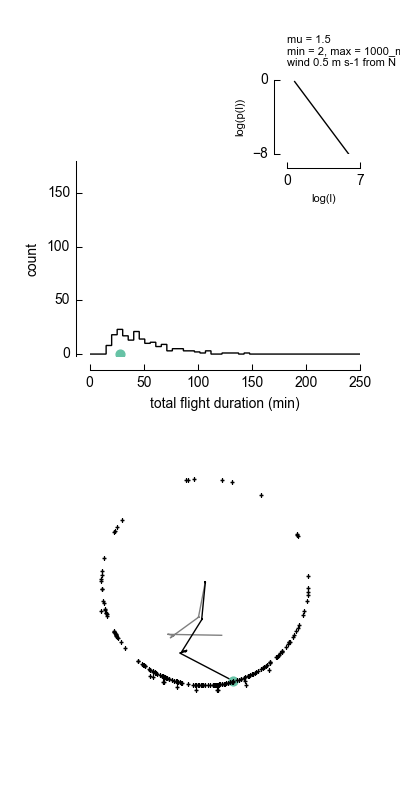 mu = 1.5
min = 2, max = 1000_m
wind 0.5 m s-1 from N
0
log(p(l))
−8
0 7
log(l)
150
100
count
50
0
0 50 100 150 200 250
total flight duration (min)